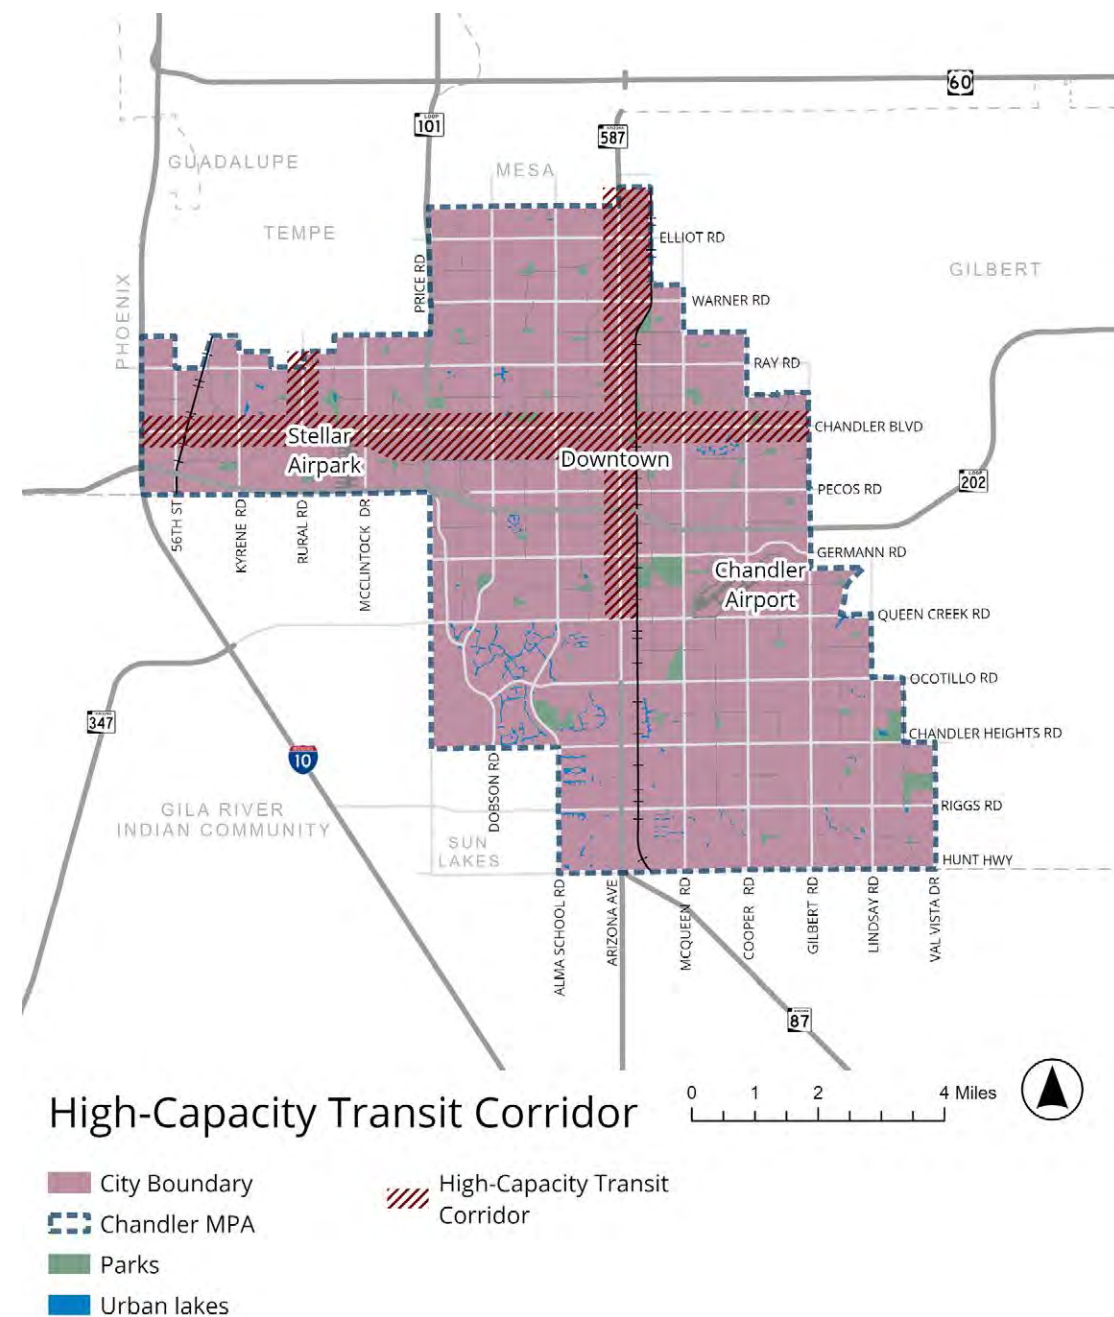 60
LOOP
101
ARIZONA
587
GUADALUPE
MESA
TEMPE
ELLIOT RD
GILBERT
PRICE RD
PHOENIX
WARNER RD
RAY RD
CHANDLER BLVD
Stellar
Airpark
Downtown
LOOP
202
PECOS RD
56TH ST
KYRENE RD
RURAL RD
MCCLINTOCK DR
GERMANN RD
Chandler
Airport
QUEEN CREEK RD
OCOTILLO RD
347
CHANDLER HEIGHTS RD
10
DOBSON RD
GILA RIVER
INDIAN COMMUNITY
RIGGS RD
SUN
LAKES
HUNT HWY
ALMA SCHOOL RD
ARIZONA AVE
MCQUEEN RD
COOPER RD
GILBERT RD
LINDSAY RD
VAL VISTA DR
87
0 1 2 4 Miles
High-Capacity Transit Corridor
City Boundary
Chandler MPA
Parks
Urban lakes
High-Capacity Transit
Corridor